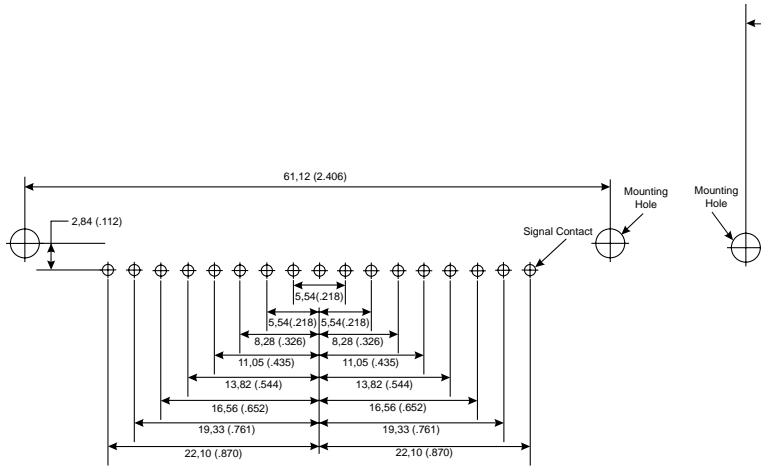 61,12 (2.406)
Mounting
Hole
Mounting
Hole
2,84 (.112)
Signal Contact
5,54(.218)
5,54(.218) 5,54(.218)
8,28 (.326) 8,28 (.326)
11,05 (.435) 11,05 (.435)
13,82 (.544) 13,82 (.544)
16,56 (.652) 16,56 (.652)
19,33 (.761) 19,33 (.761)
22,10 (.870) 22,10 (.870)